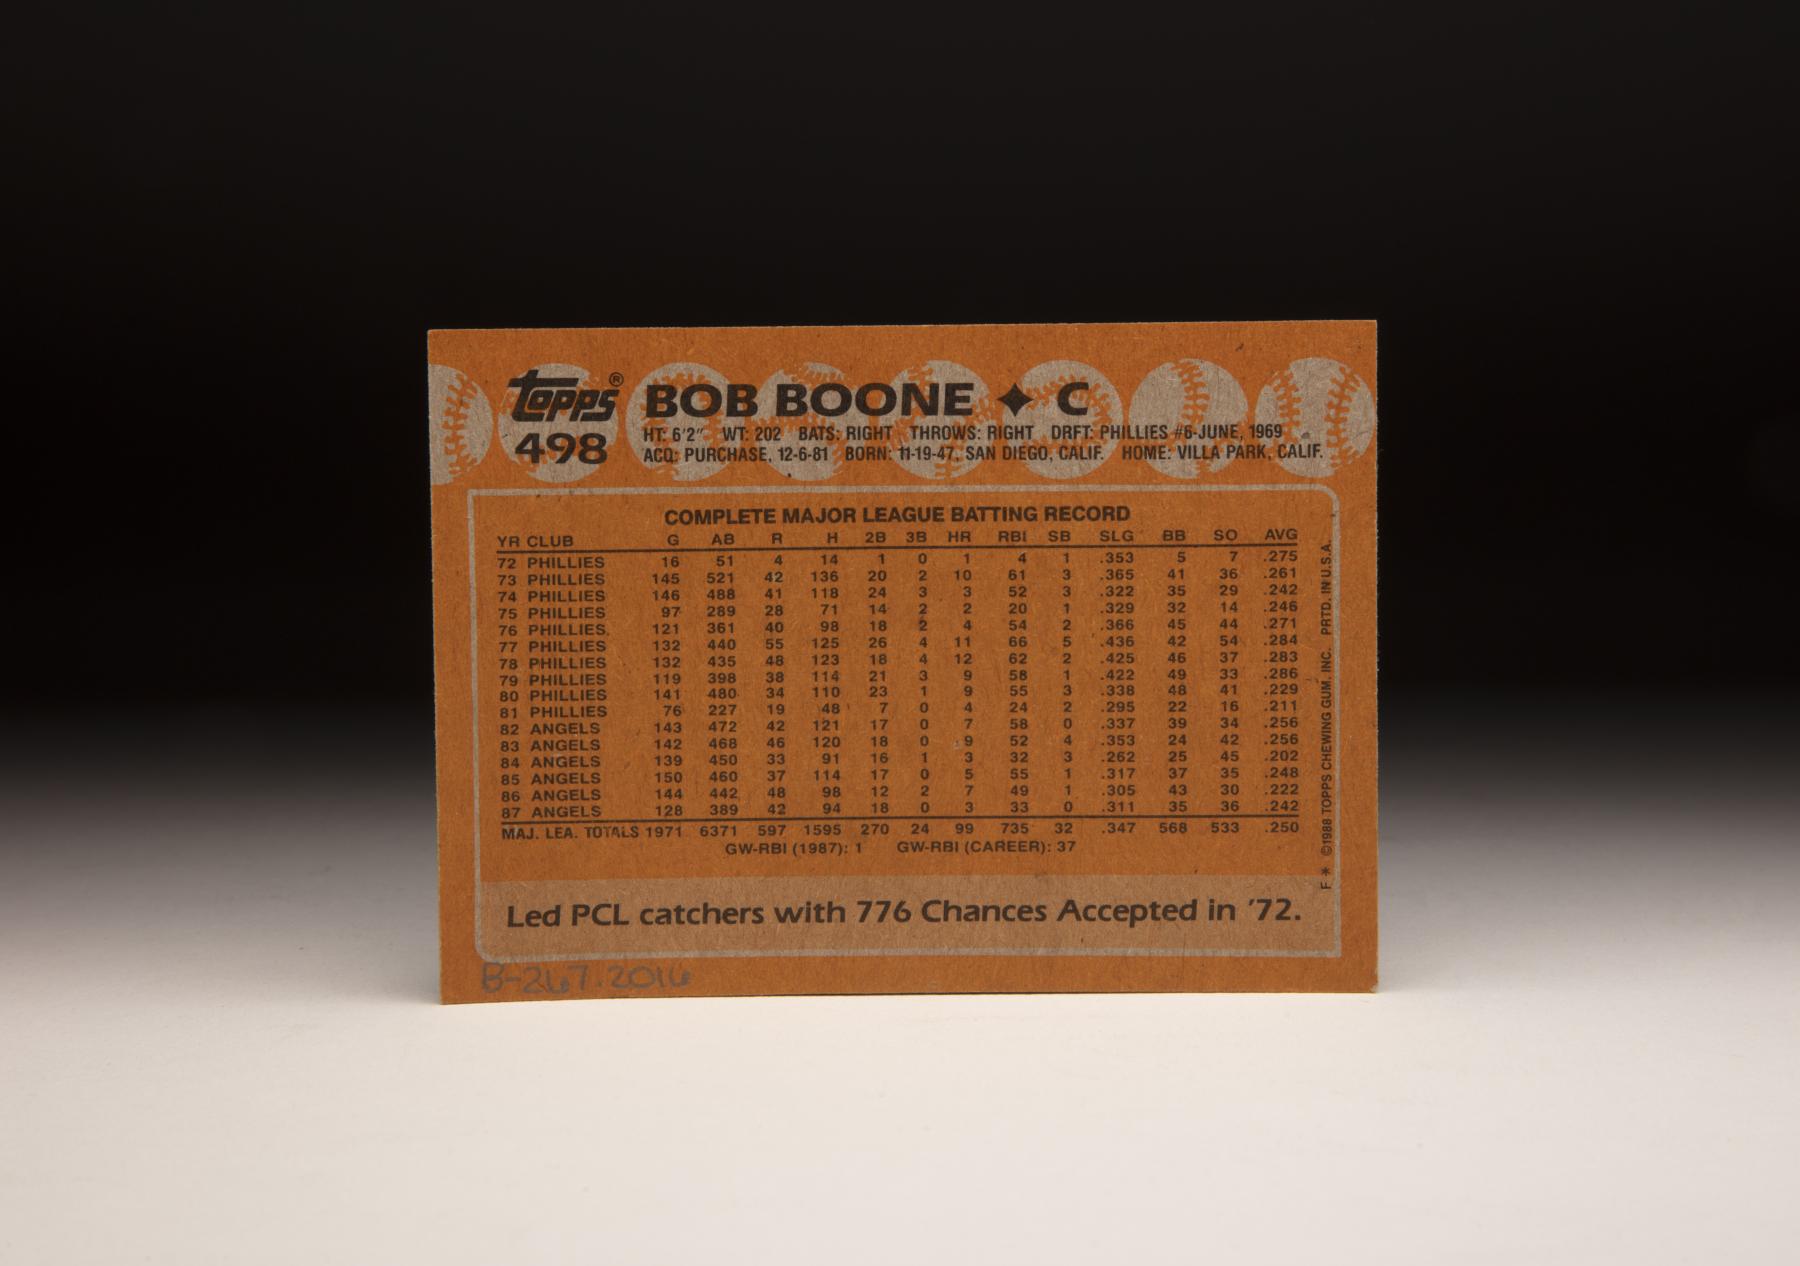 topps® BOB BOONE ✦ C
498 HT: 6'2" WT: 202 BATS: RIGHT THROWS: RIGHT DRFT: PHILLIES #6-JUNE, 1969
ACQ: PURCHASE, 12-6-81 BORN: 11-19-47, SAN DIEGO, CALIF. HOME: VILLA PARK, CALIF.
COMPLETE MAJOR LEAGUE BATTING RECORD
YR CLUB G AB R H 2B 3B HR RBI SB SLG BB SO AVG
72 PHILLIES 16 51 4 14 1 0 1 4 1 .353 5 7 .275
73 PHILLIES 145 521 42 136 20 2 10 61 3 .365 41 36 .261
74 PHILLIES 146 488 41 118 24 3 3 52 3 .322 35 29 .242
75 PHILLIES 97 289 28 71 14 2 2 20 1 .329 32 14 .246
76 PHILLIES 121 361 40 98 18 2 4 54 2 .366 45 44 .271
77 PHILLIES 132 440 55 125 26 4 11 66 5 .436 42 54 .284
78 PHILLIES 132 435 48 123 18 4 12 62 2 .425 46 37 .283
79 PHILLIES 119 398 38 114 21 3 9 58 1 .422 49 33 .286
80 PHILLIES 141 480 34 110 23 1 9 55 3 .338 48 41 .229
81 PHILLIES 76 227 19 48 7 0 4 24 2 .295 22 16 .211
82 ANGELS 143 472 42 121 17 0 7 58 0 .337 39 34 .256
83 ANGELS 142 468 46 120 18 0 9 52 4 .353 24 42 .256
84 ANGELS 139 450 33 91 16 1 3 32 3 .262 25 45 .202
85 ANGELS 150 460 37 114 17 0 5 55 1 .317 37 35 .248
86 ANGELS 144 442 48 98 12 2 7 49 1 .305 43 30 .222
87 ANGELS 128 389 42 94 18 0 3 33 0 .311 35 36 .242
MAJ. LEA. TOTALS 1971 6371 597 1595 270 24 99 735 32 .347 568 533 .250
GW-RBI (1987): 1 GW-RBI (CAREER): 37
Led PCL catchers with 776 Chances Accepted in '72.
F * ©1988 TOPPS CHEWING GUM, INC. PRTD. IN U.S.A.
B-267.2016